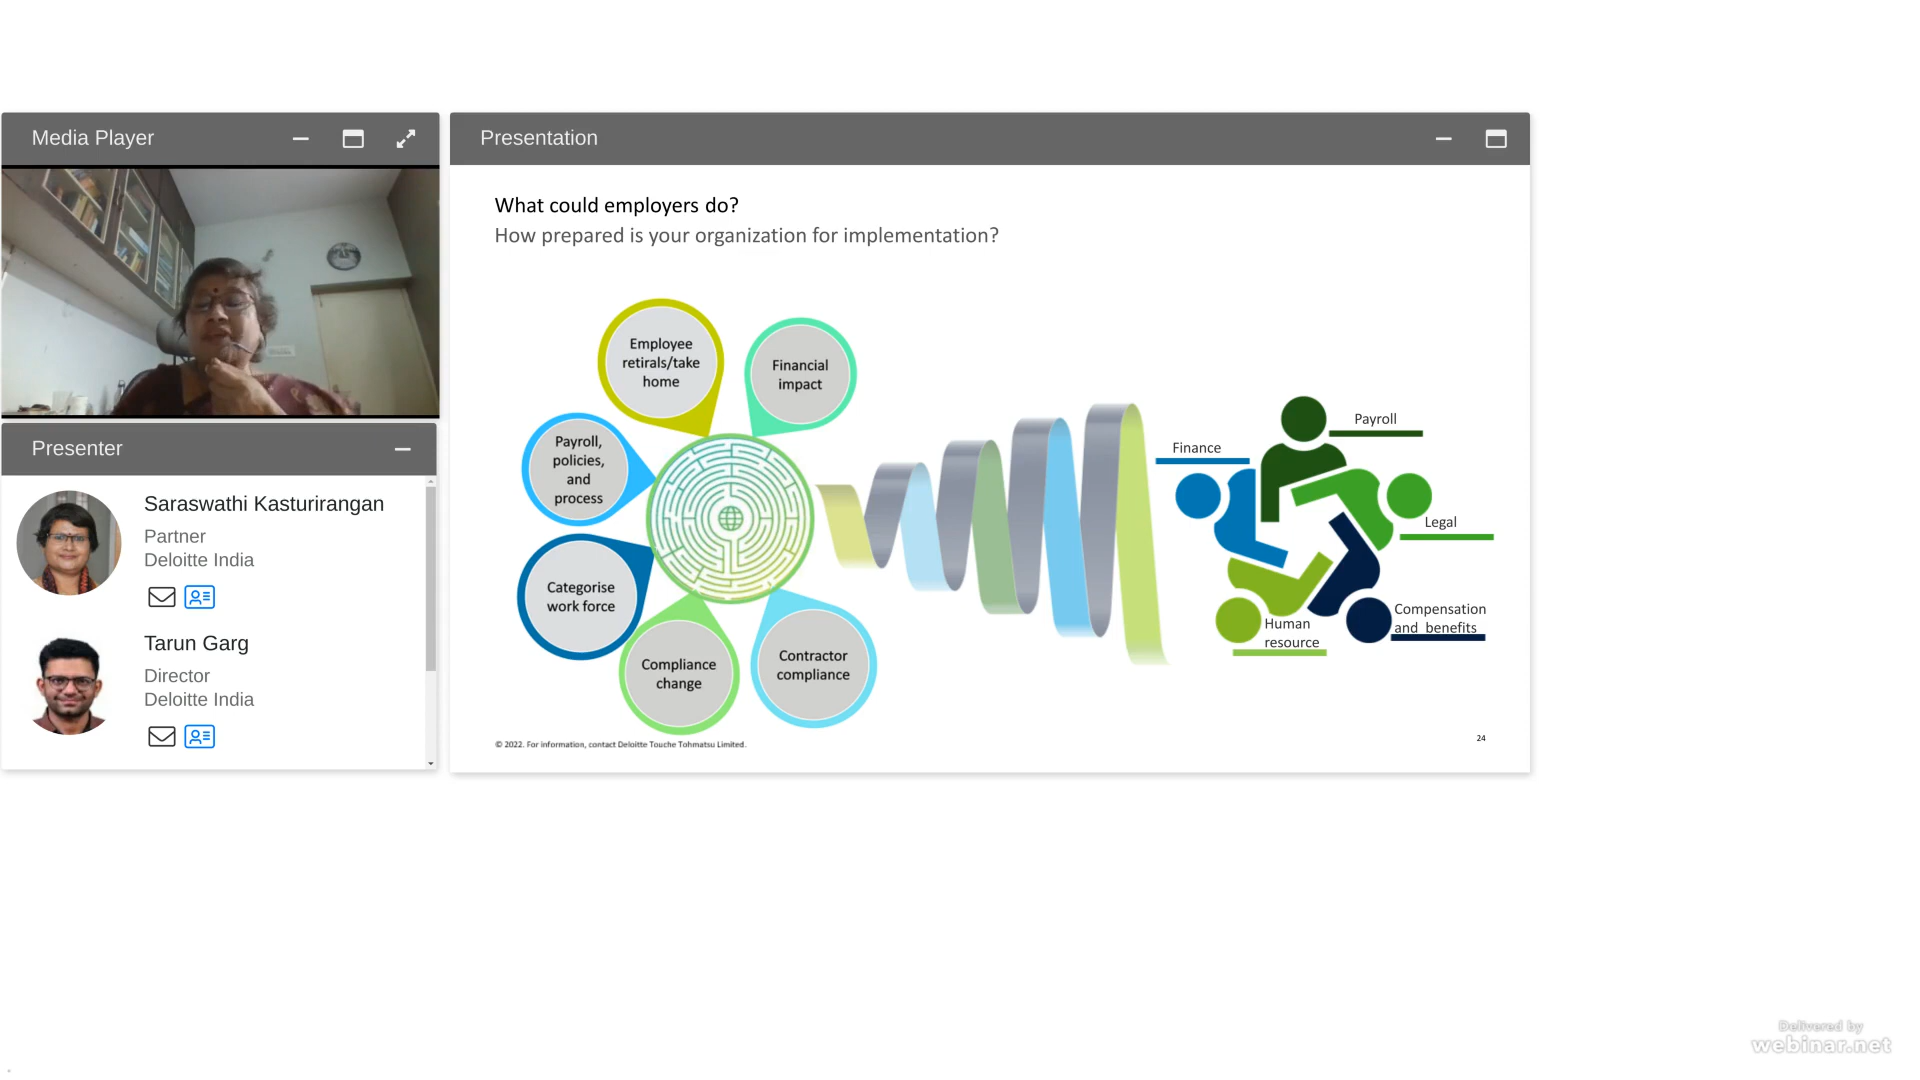 Media Player
Presentation
What could employers do?
How prepared is your organization for implementation?
Employee
retirals/take
home
Financial
impact
Payroll,
policies,
and
process
Categorise
work force
Compliance
change
Contractor
compliance
Payroll
Finance
Legal
Compensation
and benefits
Human
resource
© 2022. For information, contact Deloitte Touche Tohmatsu Limited.
24
Presenter
Saraswathi Kasturirangan
Partner
Deloitte India
Tarun Garg
Director
Deloitte India
Delivered by
webinar.net